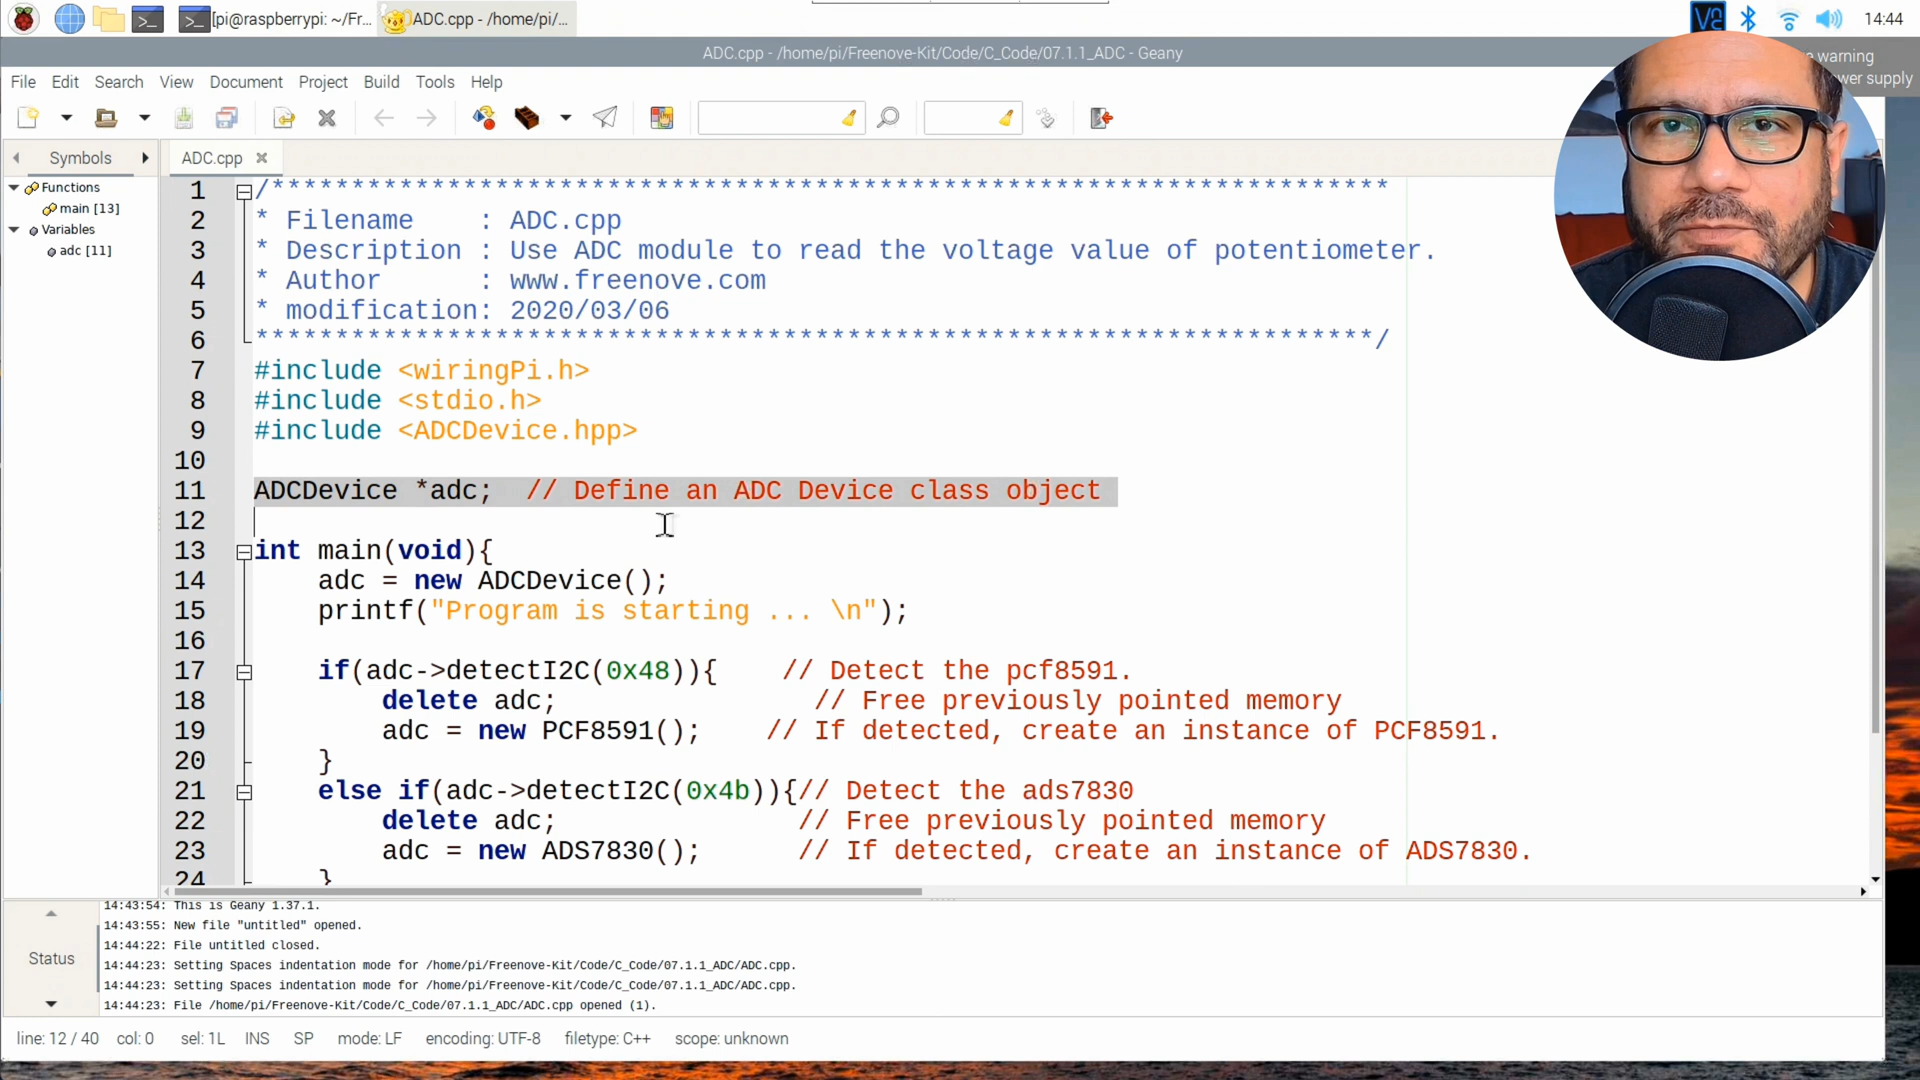 [pi@raspberrypi: ~/Fr...
ADC.cpp - /home/pi/...
14:44
ADC.cpp - /home/pi/Freenove-Kit/Code/C_Code/07.1.1_ADC - Geany
warning
supply
File Edit Search View Document Project Build Tools Help
Symbols
ADC.cpp
Functions
main [13]
Variables
adc [11]
1 /**********************************************************************
2 * Filename    : ADC.cpp
3 * Description : Use ADC module to read the voltage value of potentiometer.
4 * Author      : www.freenove.com
5 * modification: 2020/03/06
6 **********************************************************************/
7 #include <wiringPi.h>
8 #include <stdio.h>
9 #include <ADCDevice.hpp>
10
11 ADCDevice *adc;  // Define an ADC Device class object
12
13 int main(void){
14     adc = new ADCDevice();
15     printf("Program is starting ... \n");
16
17     if(adc->detectI2C(0x48)){    // Detect the pcf8591.
18         delete adc;                // Free previously pointed memory
19         adc = new PCF8591();    // If detected, create an instance of PCF8591.
20     }
21     else if(adc->detectI2C(0x4b)){// Detect the ads7830
22         delete adc;               // Free previously pointed memory
23         adc = new ADS7830();      // If detected, create an instance of ADS7830.
24     }
Status
14:43:54: This is Geany 1.37.1.
14:43:55: New file "untitled" opened.
14:44:22: File untitled closed.
14:44:23: Setting Spaces indentation mode for /home/pi/Freenove-Kit/Code/C_Code/07.1.1_ADC/ADC.cpp.
14:44:23: Setting Spaces indentation mode for /home/pi/Freenove-Kit/Code/C_Code/07.1.1_ADC/ADC.cpp.
14:44:23: File /home/pi/Freenove-Kit/Code/C_Code/07.1.1_ADC/ADC.cpp opened (1).
line: 12 / 40 col: 0 sel: 1L INS SP mode: LF encoding: UTF-8 filetype: C++ scope: unknown